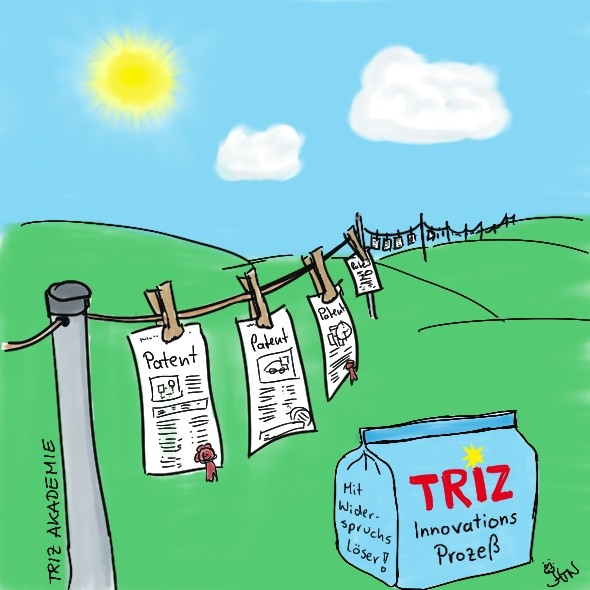 Patent
Patent
Patent
TRIZ AKADEMIE
Mit
Wider-
spruchs
Löser!
TRIZ
Innovations
Prozeß